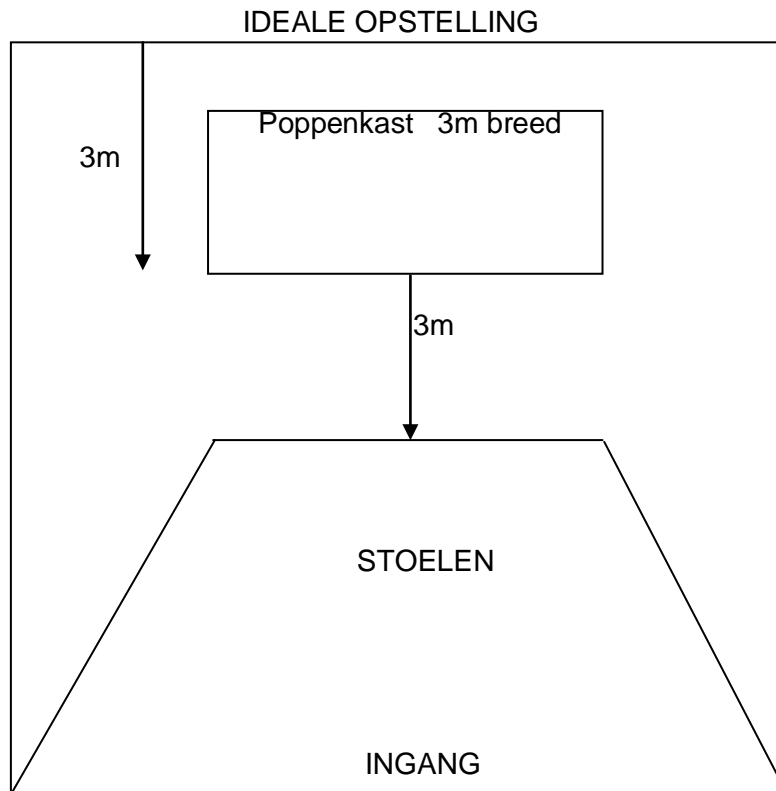 IDEALE OPSTELLING
Poppenkast 3m breed
3m
3m
STOELEN
INGANG